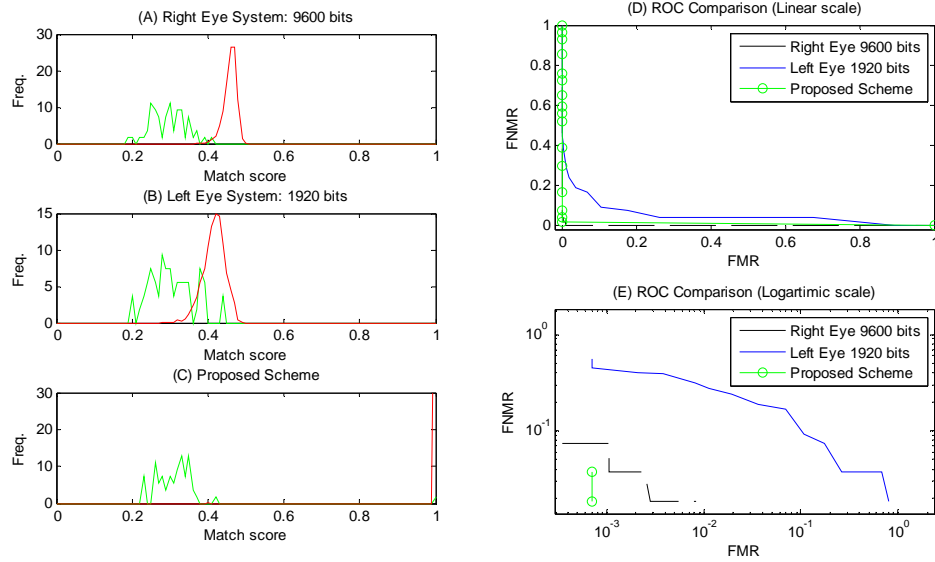 (A) Right Eye System: 9600 bits
30
20
10
0
Freq.
0 0.2 0.4 0.6 0.8 1
Match score
(B) Left Eye System: 1920 bits
15
10
5
0
Freq.
0 0.2 0.4 0.6 0.8 1
Match score
(C) Proposed Scheme
30
20
10
0
Freq.
0 0.2 0.4 0.6 0.8 1
Match score
(D) ROC Comparison (Linear scale)
1
0.8
0.6
0.4
0.2
0
FNMR
Right Eye 9600 bits
Left Eye 1920 bits
Proposed Scheme
0 0.2 0.4 0.6 0.8 1
FMR
(E) ROC Comparison (Logartimic scale)
10^0
10^-1
FNMR
Right Eye 9600 bits
Left Eye 1920 bits
Proposed Scheme
10^-3 10^-2 10^-1 10^0
FMR